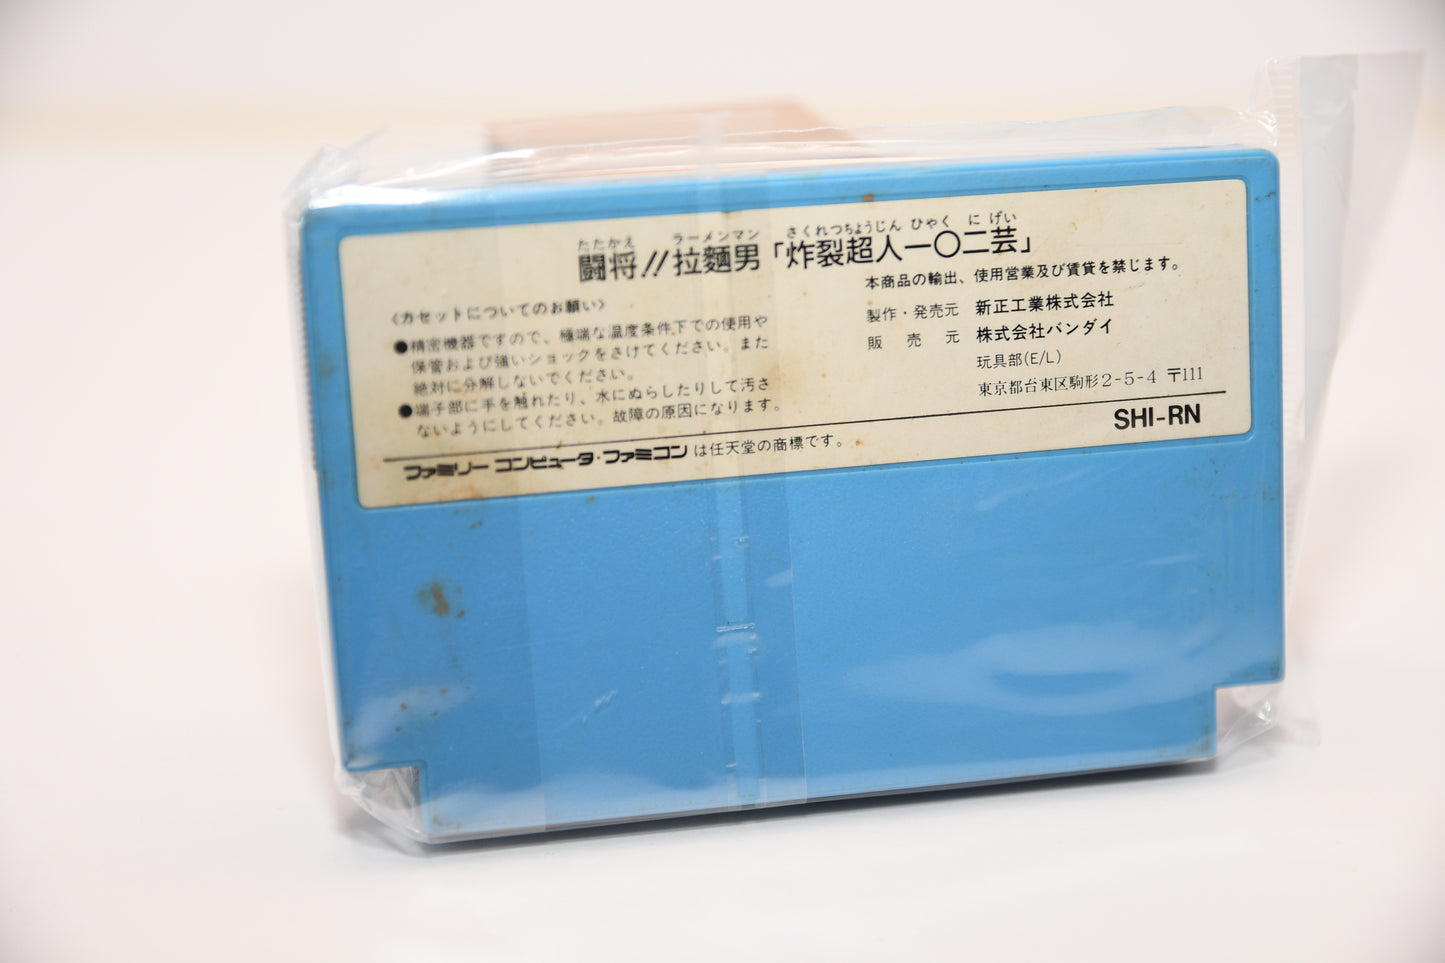 たたかえ ラーメンマン さくれつちょうじん ひゃく に げい
闘将!!拉麵男「炸裂超人一〇二芸」
本商品の輸出、使用営業及び賃貸を禁じます。
〈カセットについてのお願い〉
●精密機器ですので、極端な温度条件下での使用や
保管および強いショックをさけてください。また
絶対に分解しないでください。
●端子部に手を触れたり、水にぬらしたりして汚さ
ないようにしてください。故障の原因になります。
製作・発売元 新正工業株式会社
販売元 株式会社バンダイ
玩具部(E/L)
東京都台東区駒形2-5-4 〒111
SHI-RN
ファミリーコンピュータ・ファミコンは任天堂の商標です。